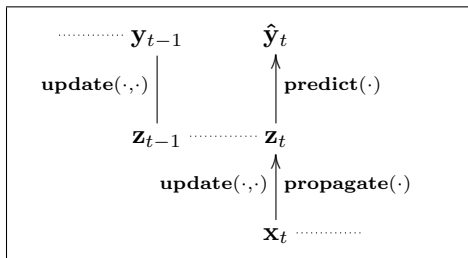 y_{t−1} ŷ_t
update(·,·) predict(·)
z_{t−1} z_t
update(·,·) propagate(·)
x_t